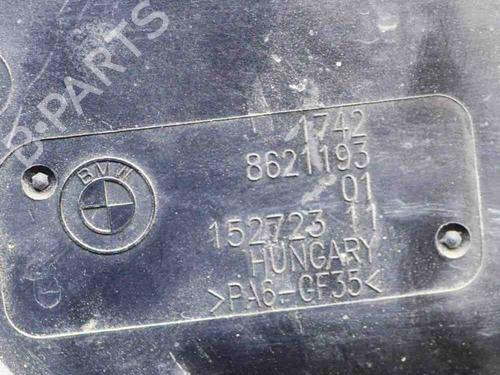 B-PARTS
BMW
1742
8621193
01
152723 11
HUNGARY
>PA6-GF35<